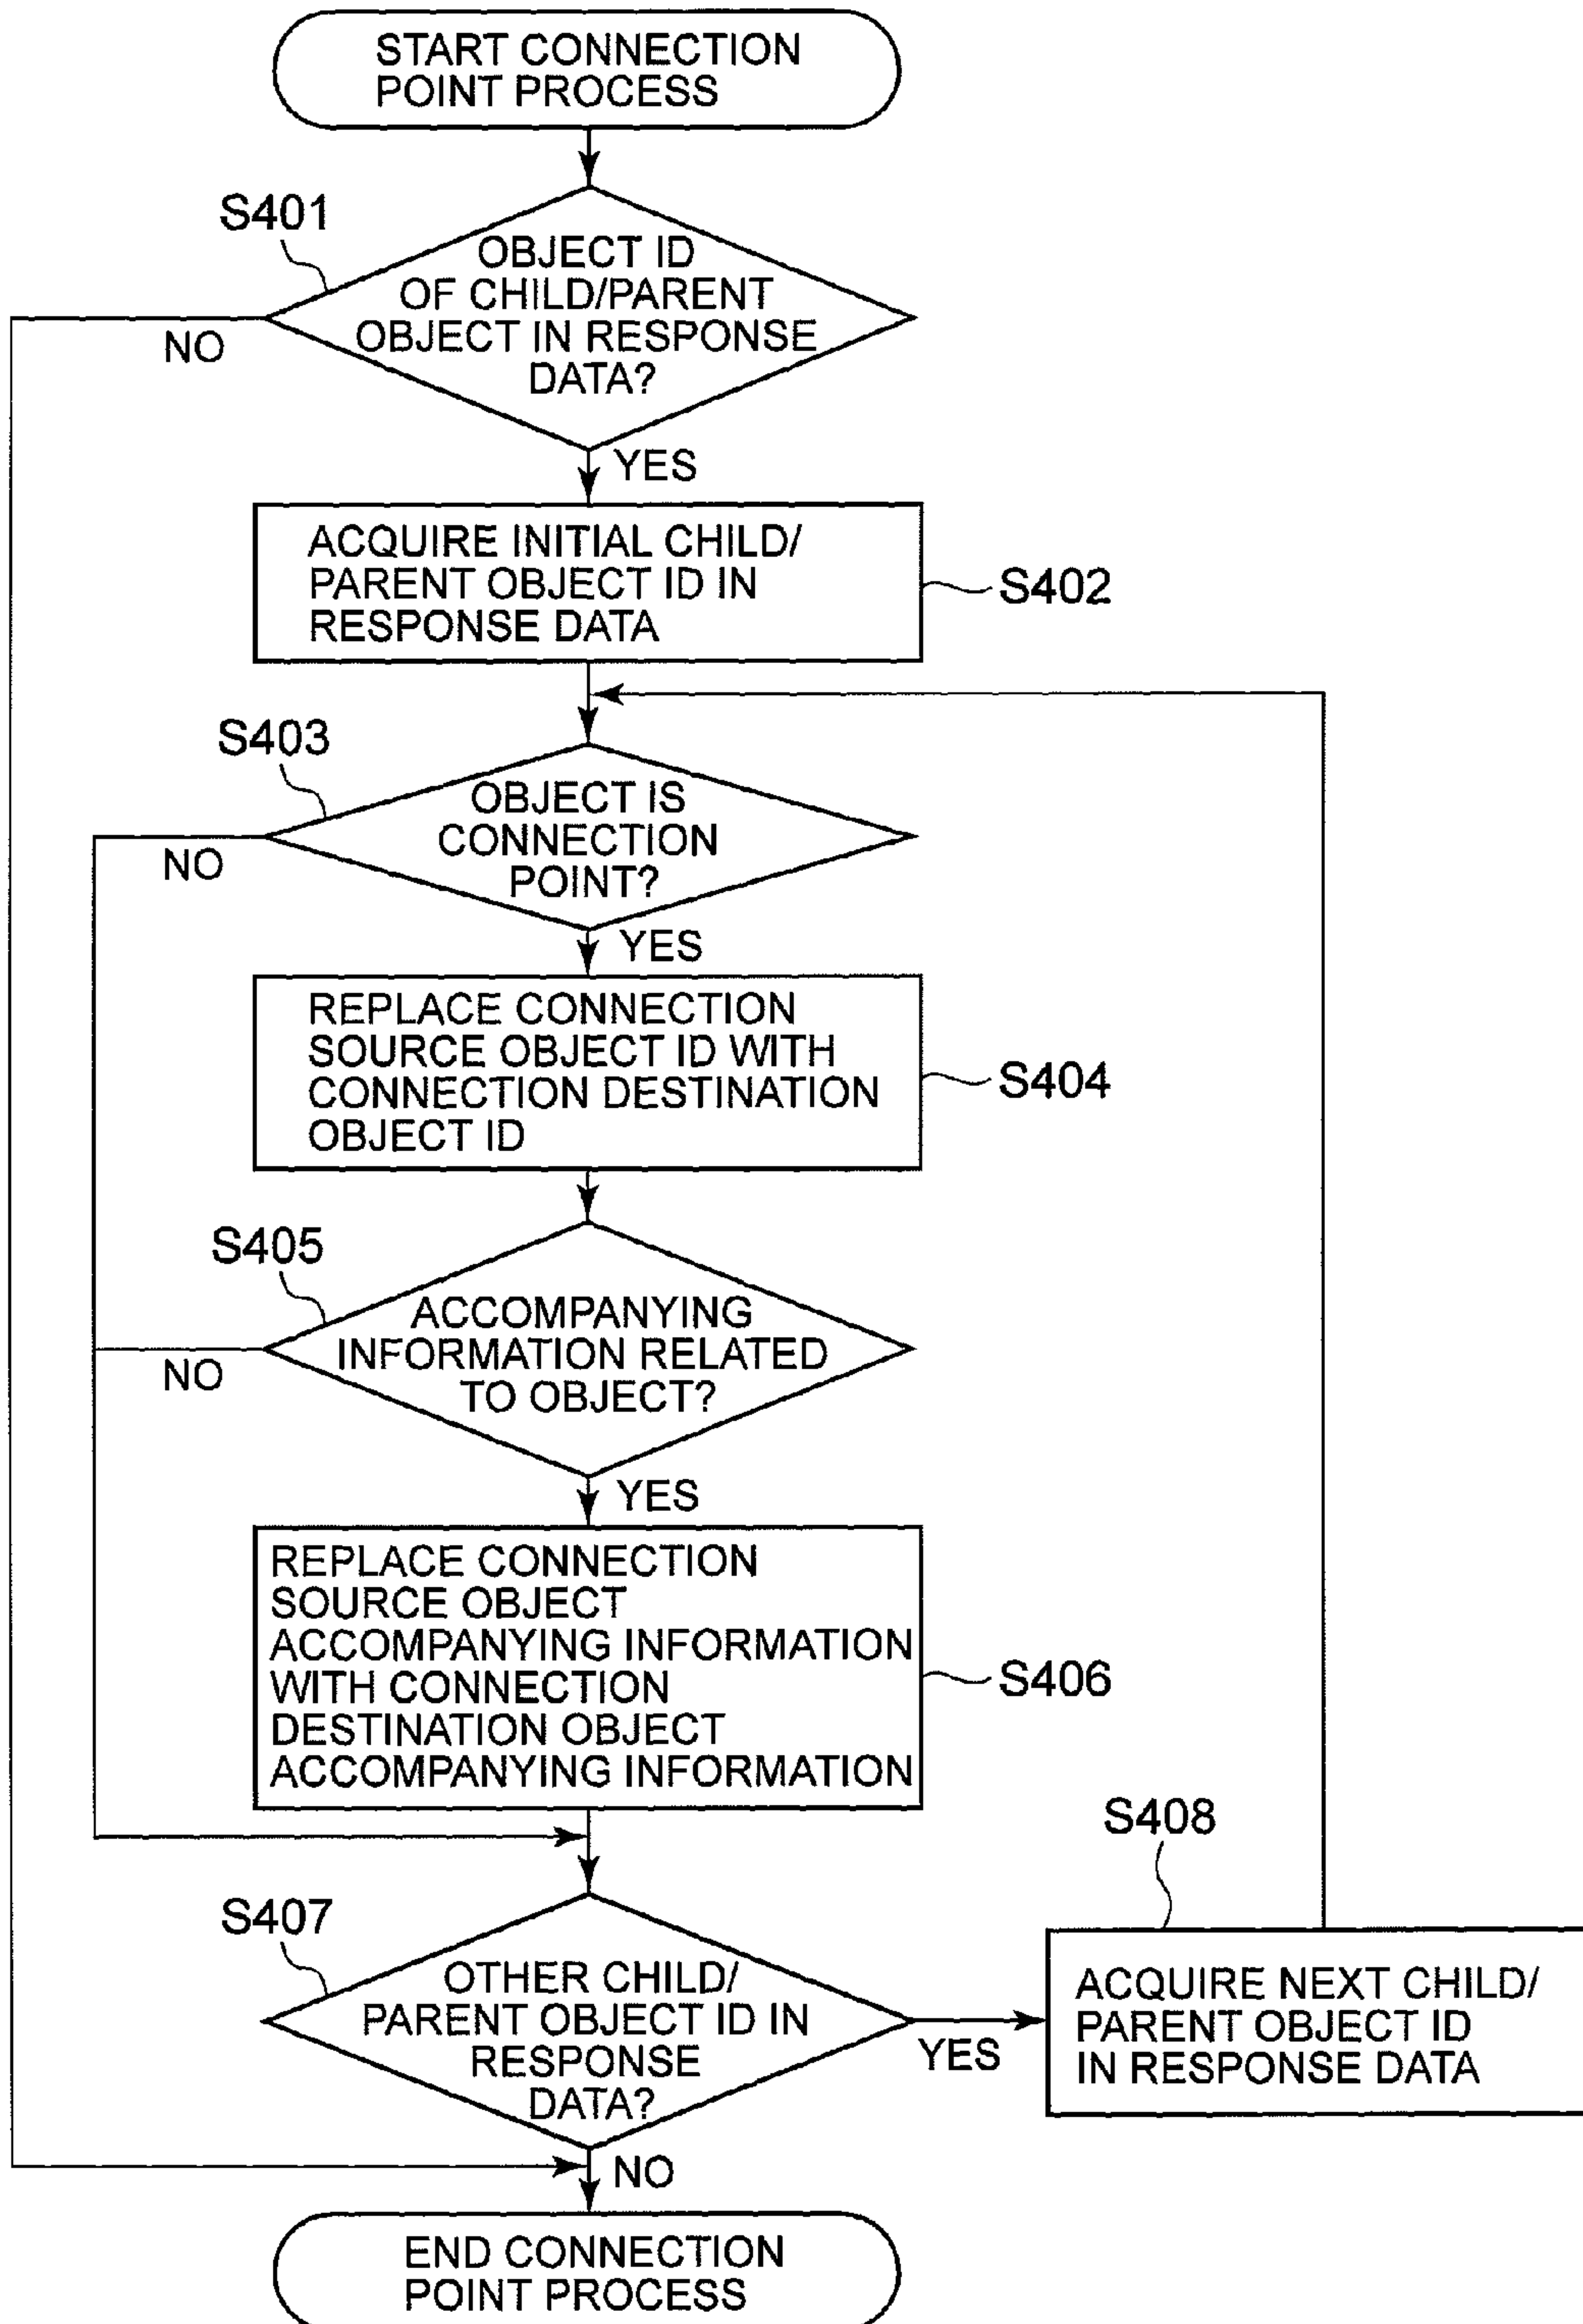 START CONNECTION
POINT PROCESS
S401
OBJECT ID
OF CHILD/PARENT
OBJECT IN RESPONSE
DATA?
NO
YES
ACQUIRE INITIAL CHILD/
PARENT OBJECT ID IN
RESPONSE DATA
S402
S403
OBJECT IS
CONNECTION
POINT?
NO
YES
REPLACE CONNECTION
SOURCE OBJECT ID WITH
CONNECTION DESTINATION
OBJECT ID
S404
S405
ACCOMPANYING
INFORMATION RELATED
TO OBJECT?
NO
YES
REPLACE CONNECTION
SOURCE OBJECT
ACCOMPANYING INFORMATION
WITH CONNECTION
DESTINATION OBJECT
ACCOMPANYING INFORMATION
S406
S407
OTHER CHILD/
PARENT OBJECT ID IN
RESPONSE
DATA?
YES
S408
ACQUIRE NEXT CHILD/
PARENT OBJECT ID
IN RESPONSE DATA
NO
END CONNECTION
POINT PROCESS